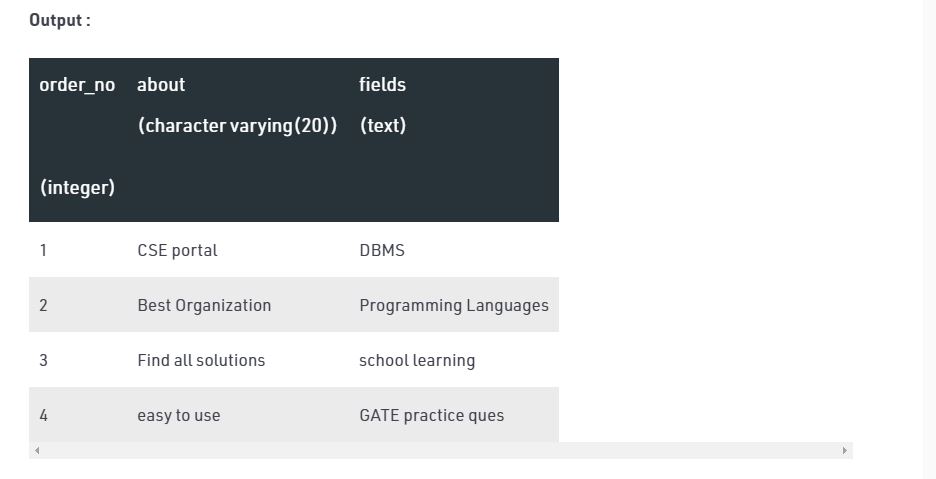 Output :
order_no about fields
(character varying(20)) (text)
(integer)
1 CSE portal DBMS
2 Best Organization Programming Languages
3 Find all solutions school learning
4 easy to use GATE practice ques